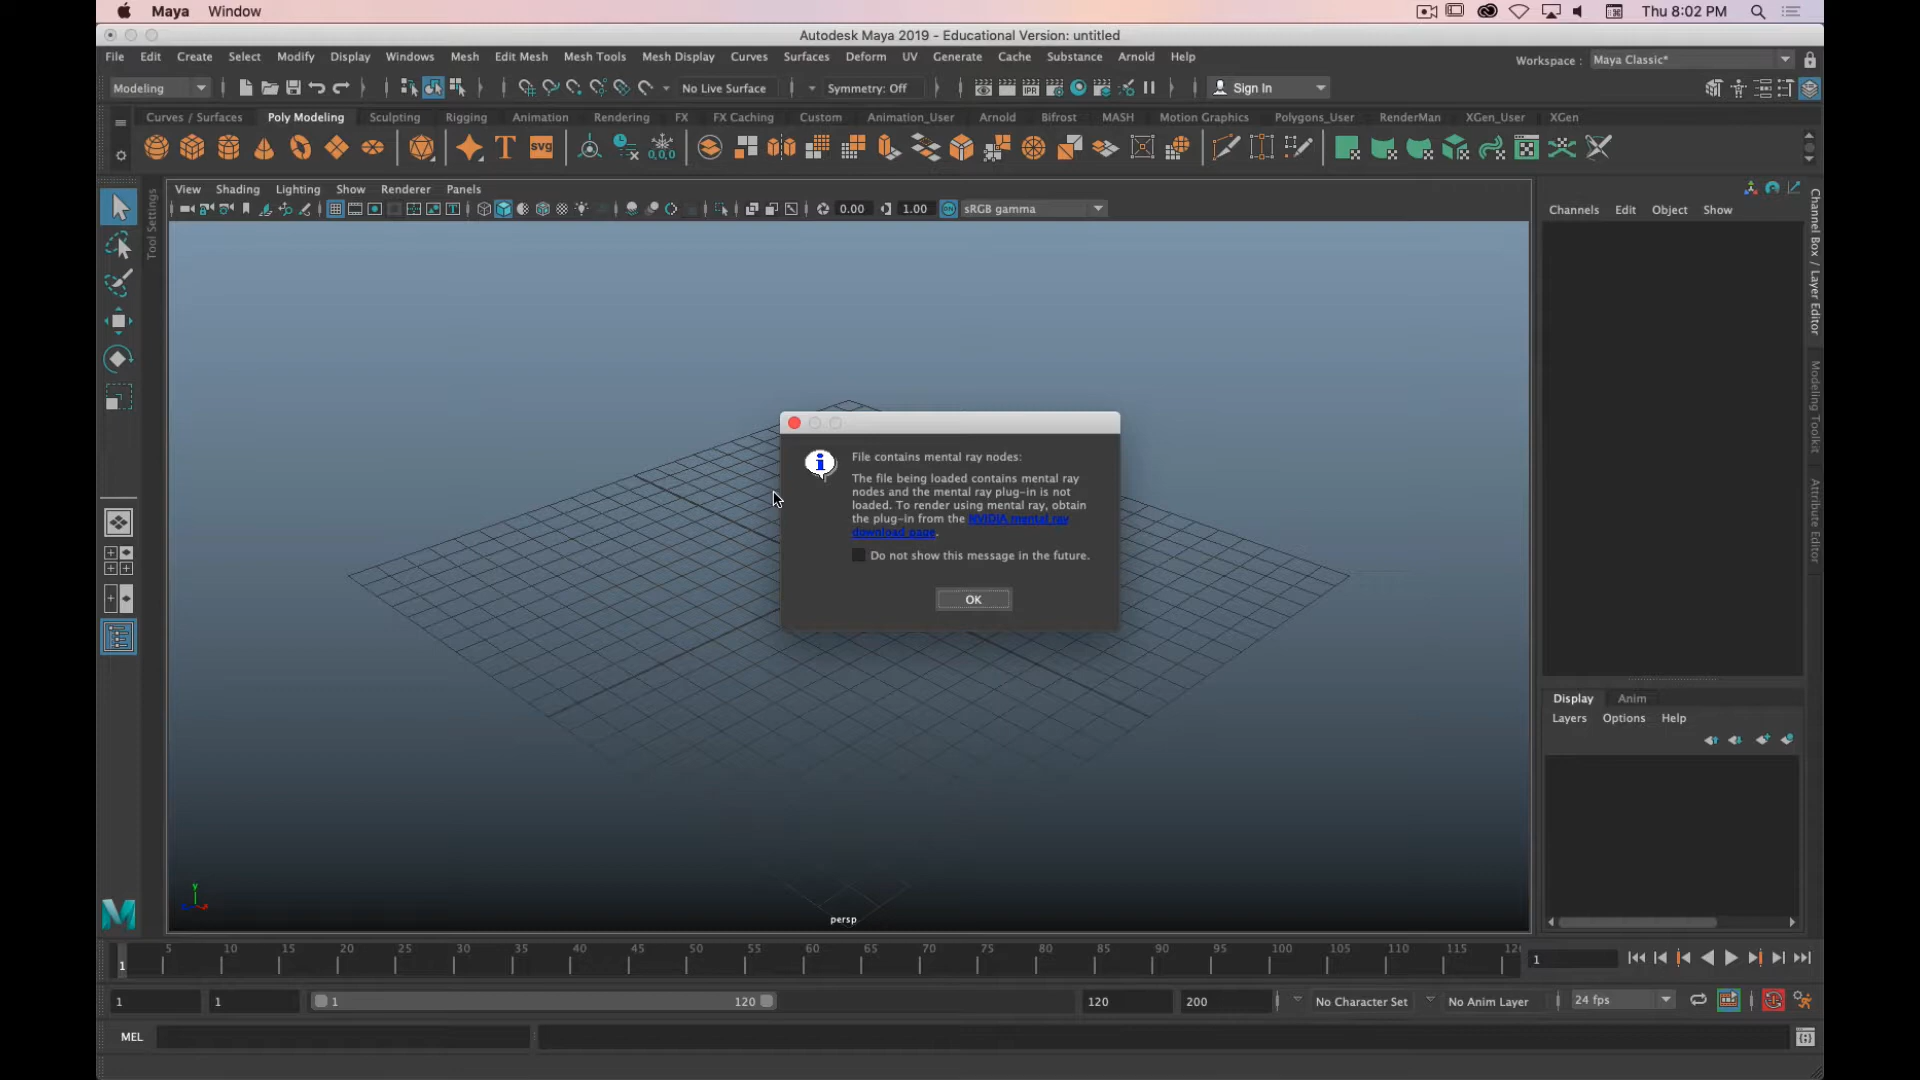 Maya Window
Thu 8:02 PM
Autodesk Maya 2019 - Educational Version: untitled
File Edit Create Select Modify Display Windows Mesh Edit Mesh Mesh Tools Mesh Display Curves Surfaces Deform UV Generate Cache Substance Arnold Help
Workspace : Maya Classic*
Modeling
No Live Surface
Symmetry: Off
IPR
Sign In
Curves / Surfaces Poly Modeling Sculpting Rigging Animation Rendering FX FX Caching Custom Animation_User Arnold Bifrost MASH Motion Graphics Polygons_User RenderMan XGen_User XGen
T
SVG
0,0,0
View Shading Lighting Show Renderer Panels
0.00 1.00 ON sRGB gamma
Tool Settings
Channels Edit Object Show
Channel Box / Layer Editor
Modeling Toolkit
Attribute Editor
File contains mental ray nodes:
The file being loaded contains mental ray
nodes and the mental ray plug-in is not
loaded. To render using mental ray, obtain
the plug-in from the NVIDIA mental ray
download page.
Do not show this message in the future.
OK
Display Anim
Layers Options Help
y
M
persp
1 5 10 15 20 25 30 35 40 45 50 55 60 65 70 75 80 85 90 95 100 105 110 115 12
1
1 1 1 120 120 200 No Character Set No Anim Layer 24 fps
MEL